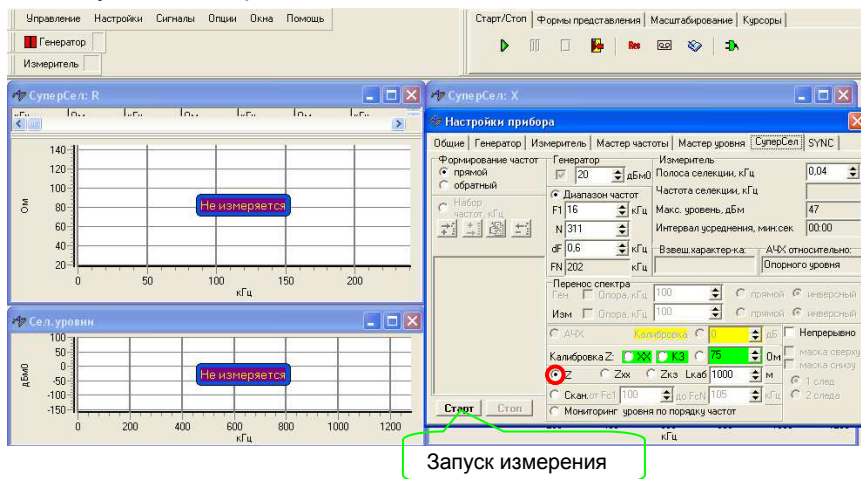 Управление Настройки Сигналы Опции Окна Помощь
Старт/Стоп Формы представления Масштабирование Курсоры
Генератор
Res
Измеритель
СуперСел: R
СуперСел: X
140
120
100
80
60
40
20
Ом
Не измеряется
0 50 100 150 200
кГц
Сел.уровни
100
50
0
-50
-100
-150
дБм0
Не измеряется
0 200 400 600 800 1000 1200
кГц
Настройки прибора
Общие Генератор Измеритель Мастер частоты Мастер уровня СуперСел SYNC
Формирование частот
прямой
обратный
Набор частот, кГц
Генератор
20 дБм0
Диапазон частот
F1 16 кГц
N 311
dF 0,6 кГц
FN 202 кГц
Измеритель
Полоса селекции, кГц 0,04
Частота селекции, кГц
Макс. уровень, дБм 47
Интервал усреднения, мин:сек 00:00
Взвеш.характер-ка:
АЧХ относительно:
Опорного уровня
Перенос спектра
Ген Опора, кГц 100 прямой инверсный
Изм Опора, кГц 100 прямой инверсный
АЧХ Калибровка 0 дБ
Непрерывно
Калибровка Z: XX КЗ 75 Ом
маска сверху
маска снизу
Z Zxx Zкз Lкаб 1000 м
1 след
2 следа
Скан.от Fc1 100 до FcN 105 кГц
Мониторинг уровня по порядку частот
Старт Стоп
кГц
Запуск измерения